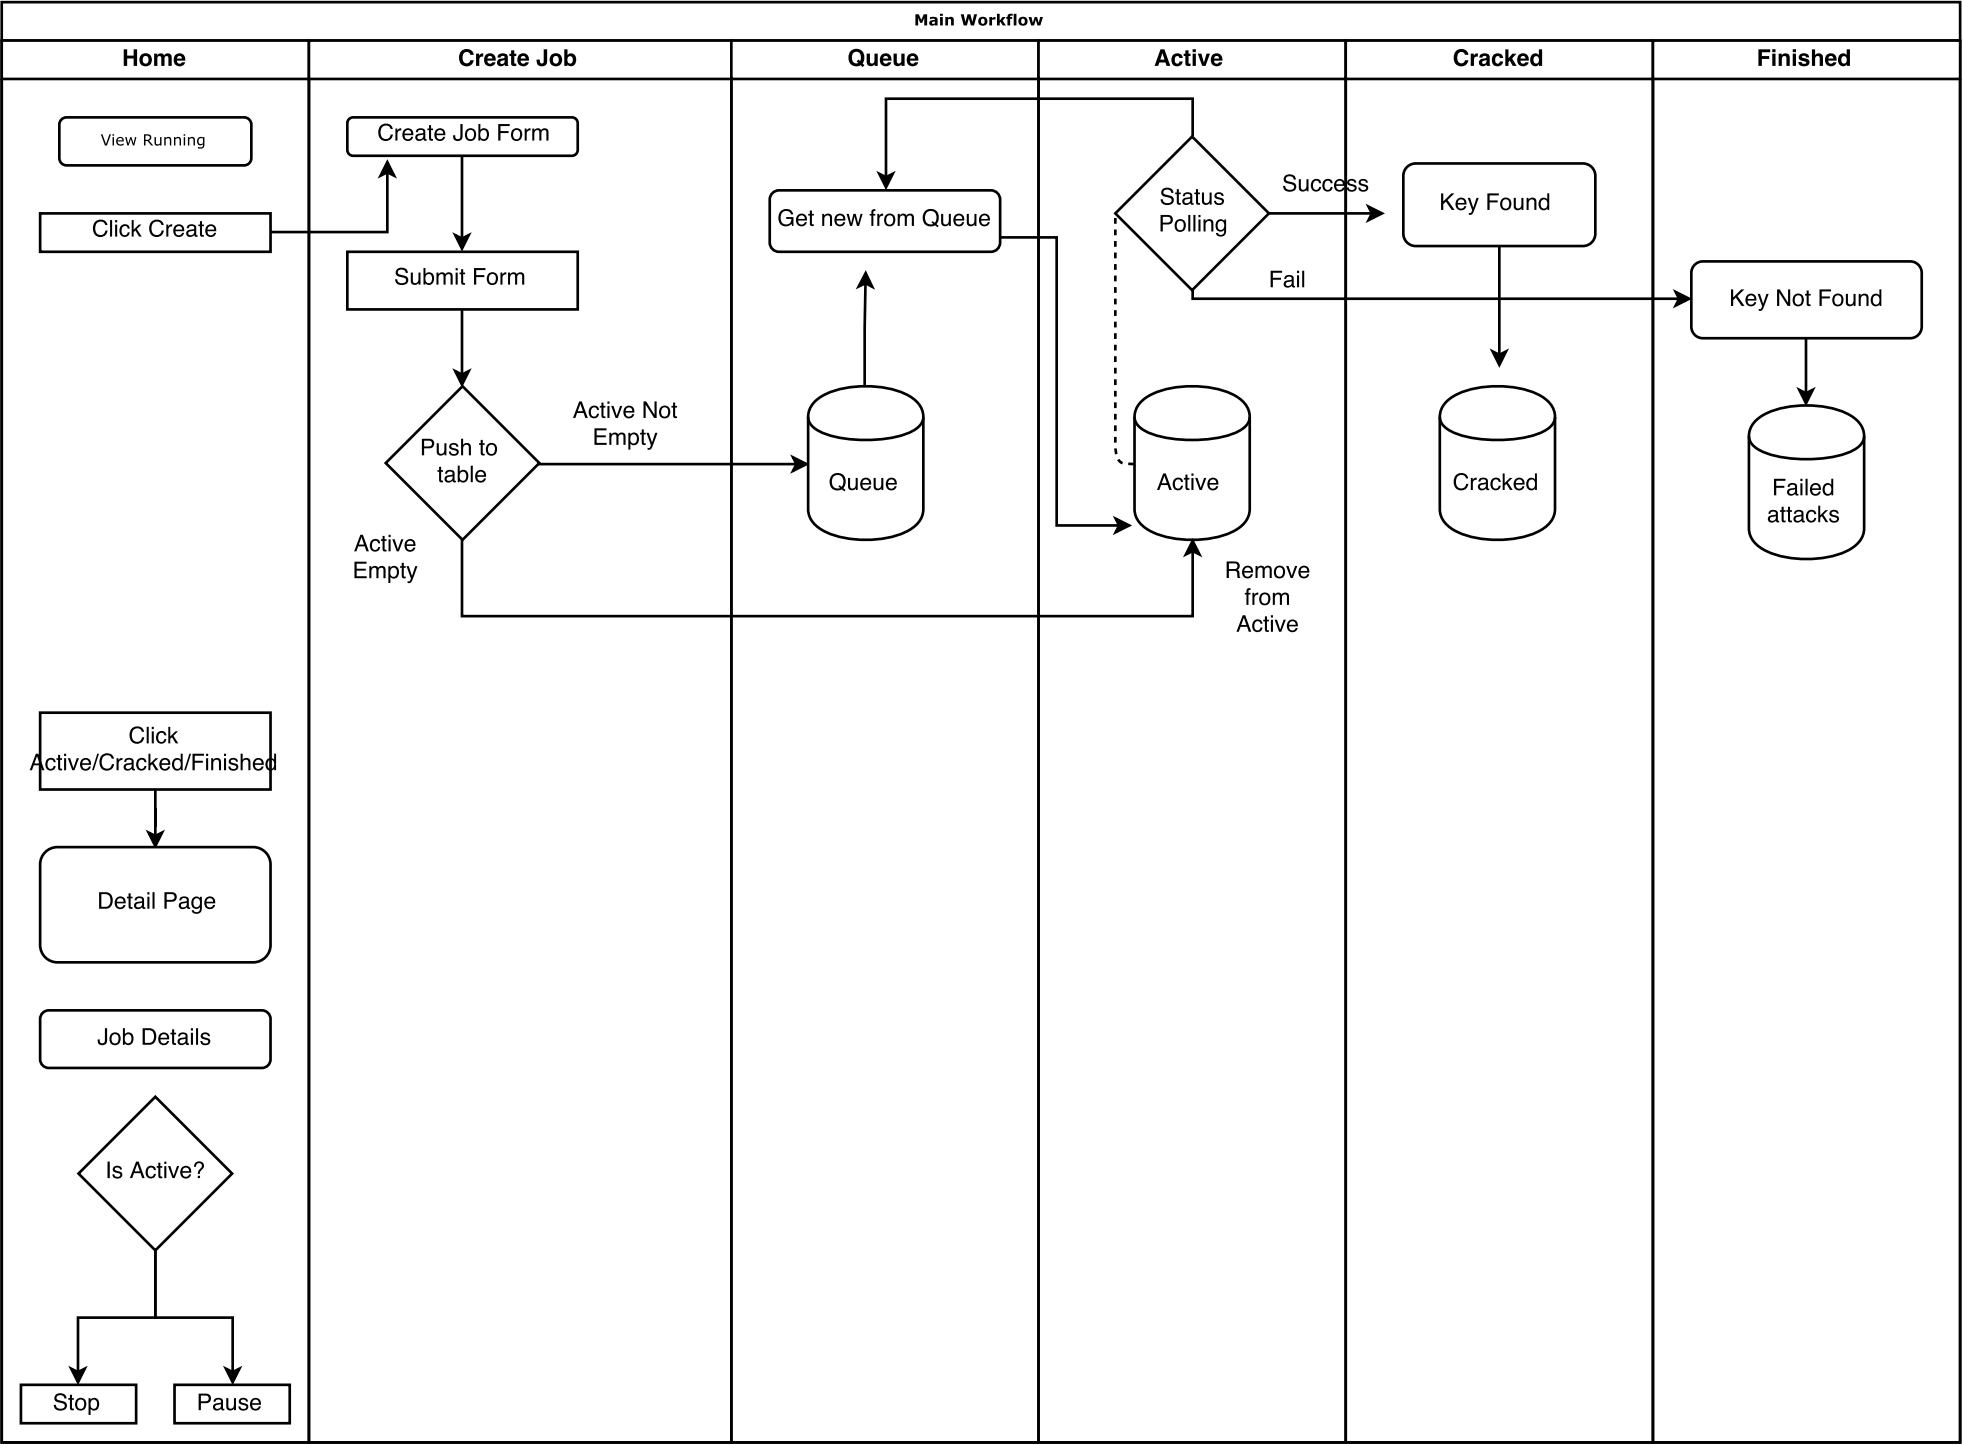 Main Workflow
Home
Create Job
Queue
Active
Cracked
Finished
View Running
Click Create
Create Job Form
Submit Form
Push to
table
Active Not
Empty
Active
Empty
Get new from Queue
Queue
Status
Polling
Success
Fail
Active
Remove
from
Active
Key Found
Cracked
Key Not Found
Failed
attacks
Click
Active/Cracked/Finished
Detail Page
Job Details
Is Active?
Stop
Pause